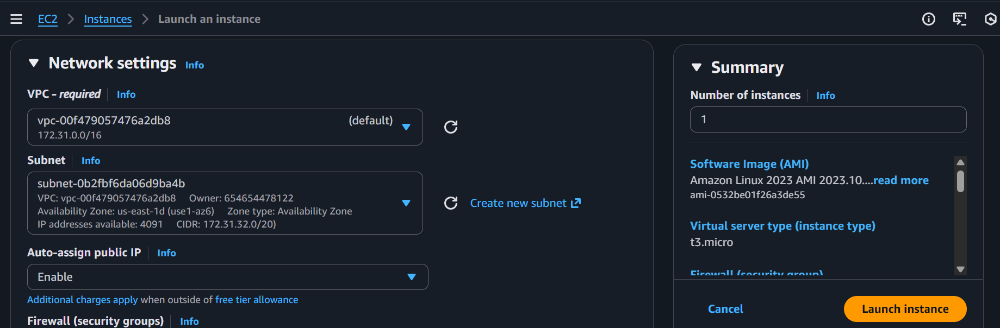 EC2 Instances Launch an instance
Network settings Info
VPC – required Info
vpc-00f479057476a2db8 (default)
172.31.0.0/16
Subnet Info
subnet-0b2fbf6da06d9ba4b
VPC: vpc-00f479057476a2db8 Owner: 654654478122
Availability Zone: us-east-1d (use1-az6) Zone type: Availability Zone
IP addresses available: 4091 CIDR: 172.31.32.0/20)
Create new subnet
Auto-assign public IP Info
Enable
Additional charges apply when outside of free tier allowance
Firewall (security groups) Info
Summary
Number of instances Info
1
Software Image (AMI)
Amazon Linux 2023 AMI 2023.10....read more
ami-0532be01f26a3de55
Virtual server type (instance type)
t3.micro
Firewall (security group)
Cancel Launch instance